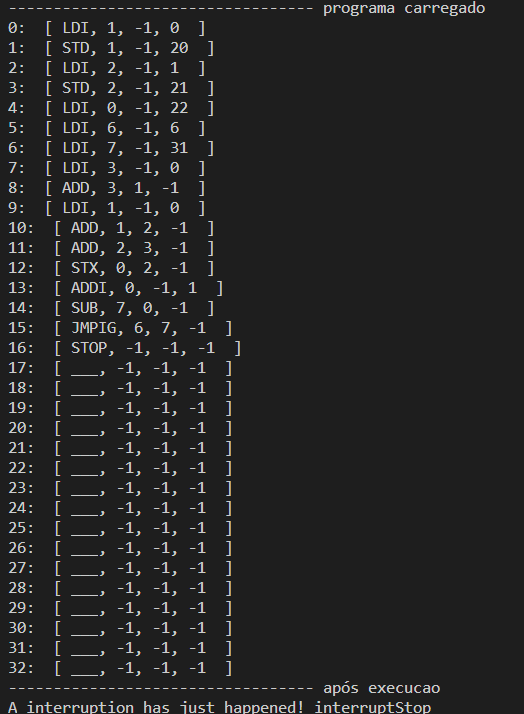 ---------------------------------- programa carregado
0:  [ LDI, 1, -1, 0  ]
1:  [ STD, 1, -1, 20  ]
2:  [ LDI, 2, -1, 1  ]
3:  [ STD, 2, -1, 21  ]
4:  [ LDI, 0, -1, 22  ]
5:  [ LDI, 6, -1, 6  ]
6:  [ LDI, 7, -1, 31  ]
7:  [ LDI, 3, -1, 0  ]
8:  [ ADD, 3, 1, -1  ]
9:  [ LDI, 1, -1, 0  ]
10:  [ ADD, 1, 2, -1  ]
11:  [ ADD, 2, 3, -1  ]
12:  [ STX, 0, 2, -1  ]
13:  [ ADDI, 0, -1, 1  ]
14:  [ SUB, 7, 0, -1  ]
15:  [ JMPIG, 6, 7, -1  ]
16:  [ STOP, -1, -1, -1  ]
17:  [ ___, -1, -1, -1  ]
18:  [ ___, -1, -1, -1  ]
19:  [ ___, -1, -1, -1  ]
20:  [ ___, -1, -1, -1  ]
21:  [ ___, -1, -1, -1  ]
22:  [ ___, -1, -1, -1  ]
23:  [ ___, -1, -1, -1  ]
24:  [ ___, -1, -1, -1  ]
25:  [ ___, -1, -1, -1  ]
26:  [ ___, -1, -1, -1  ]
27:  [ ___, -1, -1, -1  ]
28:  [ ___, -1, -1, -1  ]
29:  [ ___, -1, -1, -1  ]
30:  [ ___, -1, -1, -1  ]
31:  [ ___, -1, -1, -1  ]
32:  [ ___, -1, -1, -1  ]
---------------------------------- após execucao
A interruption has just happened! interruptStop